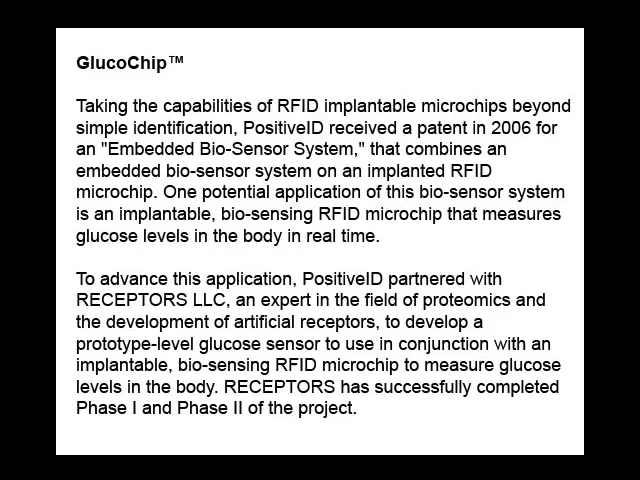 GlucoChip™
Taking the capabilities of RFID implantable microchips beyond
simple identification, PositiveID received a patent in 2006 for
an "Embedded Bio-Sensor System," that combines an
embedded bio-sensor system on an implanted RFID
microchip. One potential application of this bio-sensor system
is an implantable, bio-sensing RFID microchip that measures
glucose levels in the body in real time.
To advance this application, PositiveID partnered with
RECEPTORS LLC, an expert in the field of proteomics and
the development of artificial receptors, to develop a
prototype-level glucose sensor to use in conjunction with an
implantable, bio-sensing RFID microchip to measure glucose
levels in the body. RECEPTORS has successfully completed
Phase I and Phase II of the project.